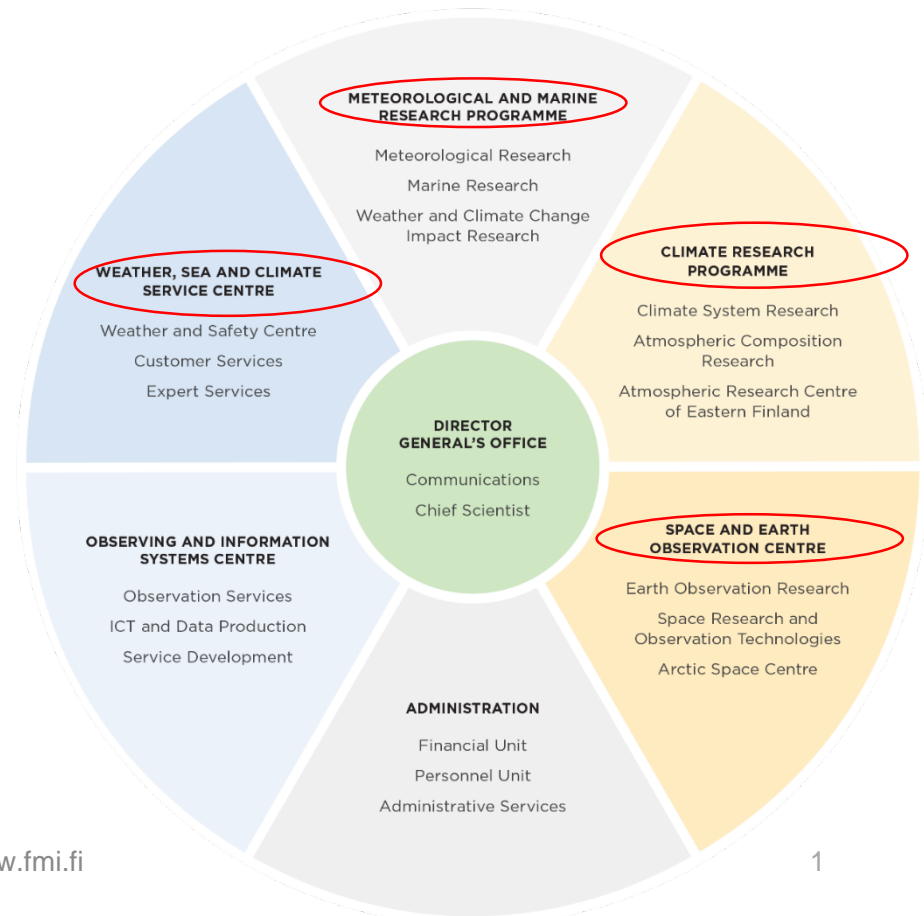 METEOROLOGICAL AND MARINE
RESEARCH PROGRAMME
Meteorological Research
Marine Research
Weather and Climate Change
Impact Research
WEATHER, SEA AND CLIMATE
SERVICE CENTRE
Weather and Safety Centre
Customer Services
Expert Services
CLIMATE RESEARCH
PROGRAMME
Climate System Research
Atmospheric Composition
Research
Atmospheric Research Centre
of Eastern Finland
DIRECTOR
GENERAL'S OFFICE
Communications
Chief Scientist
OBSERVING AND INFORMATION
SYSTEMS CENTRE
Observation Services
ICT and Data Production
Service Development
SPACE AND EARTH
OBSERVATION CENTRE
Earth Observation Research
Space Research and
Observation Technologies
Arctic Space Centre
ADMINISTRATION
Financial Unit
Personnel Unit
Administrative Services
w.fmi.fi
1